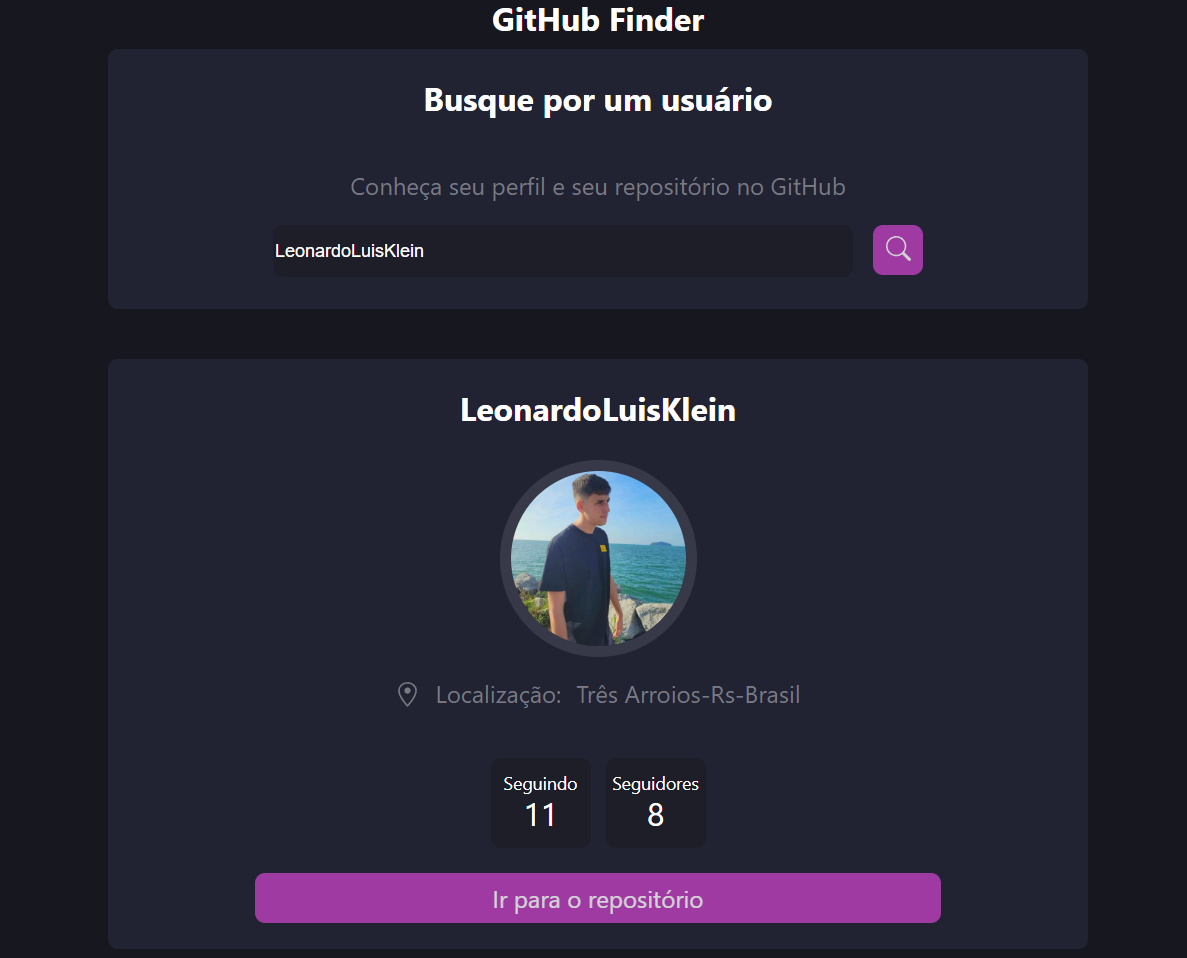 GitHub Finder
Busque por um usuário
Conheça seu perfil e seu repositório no GitHub
LeonardoLuisKlein
LeonardoLuisKlein
Localização: Três Arroios-Rs-Brasil
Seguindo Seguidores
11 8
Ir para o repositório